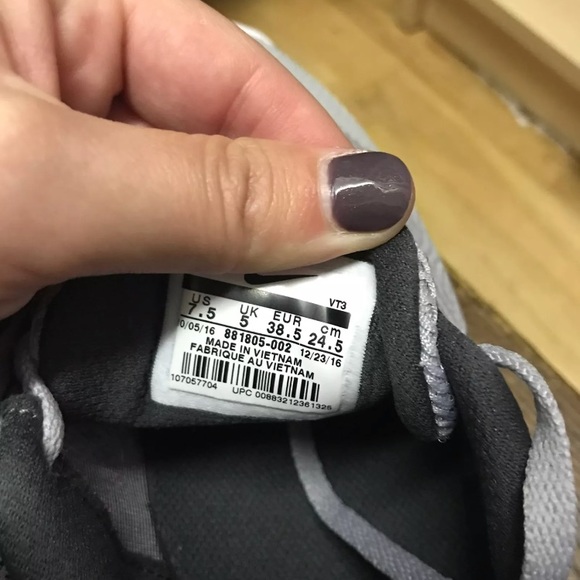 VT3
US UK EUR cm
7.5 5 38.5 24.5
881805-002 12/23/16
MADE IN VIETNAM
FABRIQUE AU VIETNAM
107057704 UPC 00883212361325